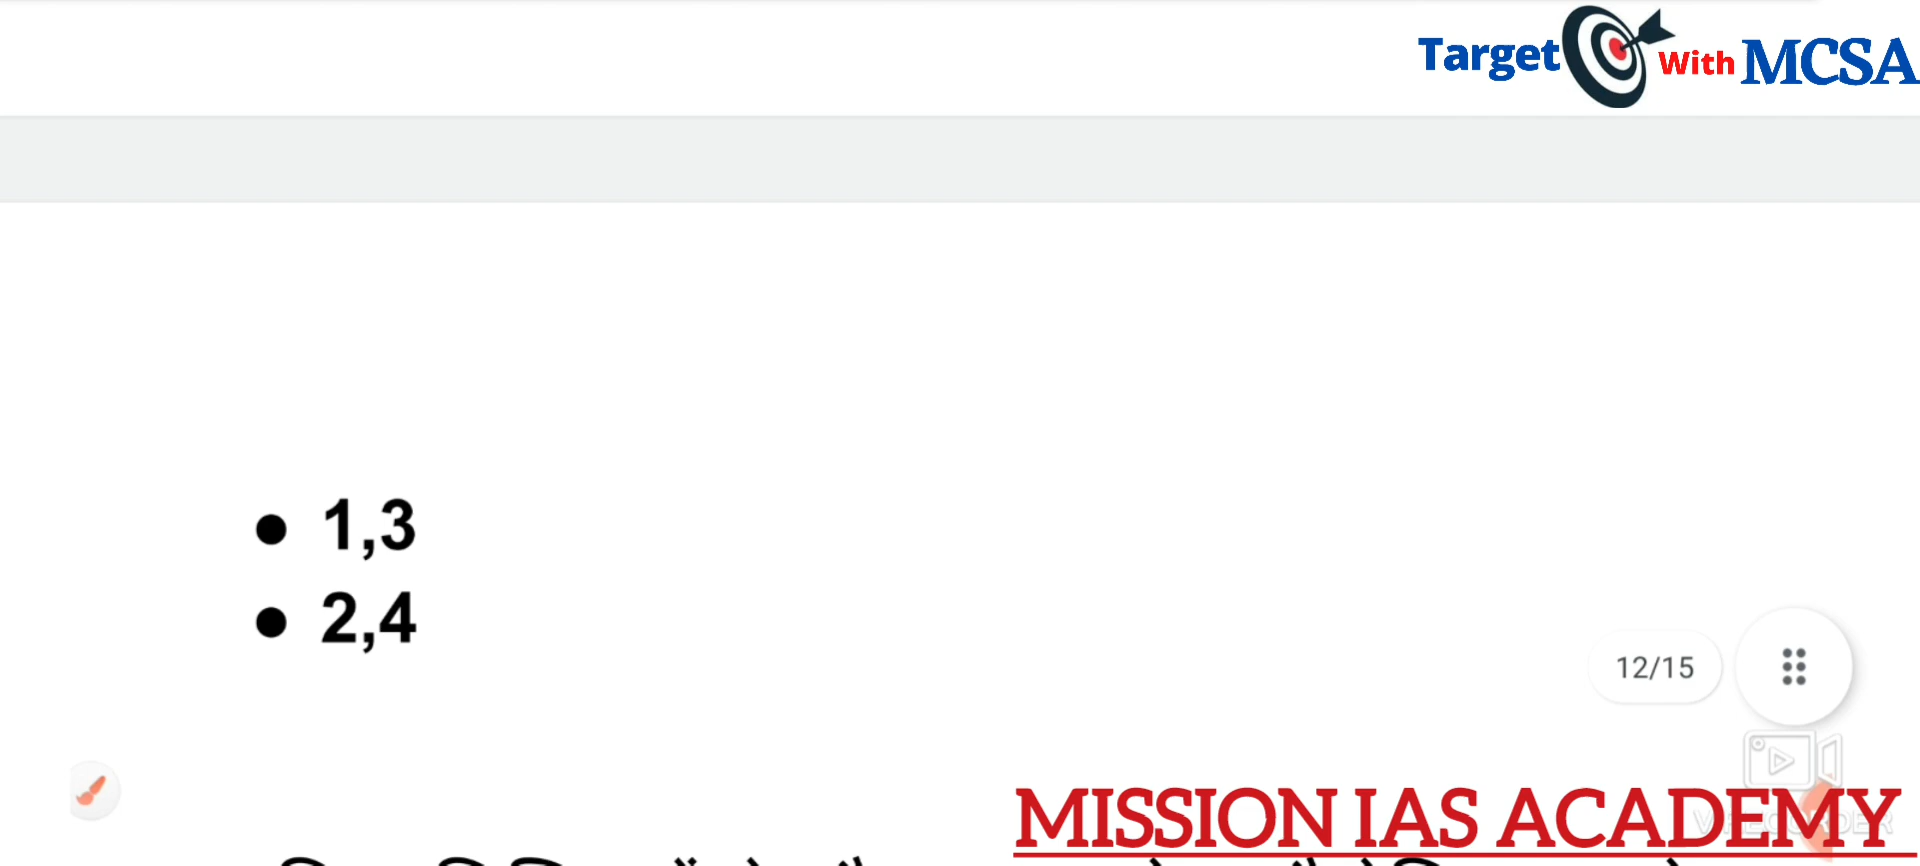 Target With MCSA
• 1,3
• 2,4
12/15
MISSION IAS ACADEMY